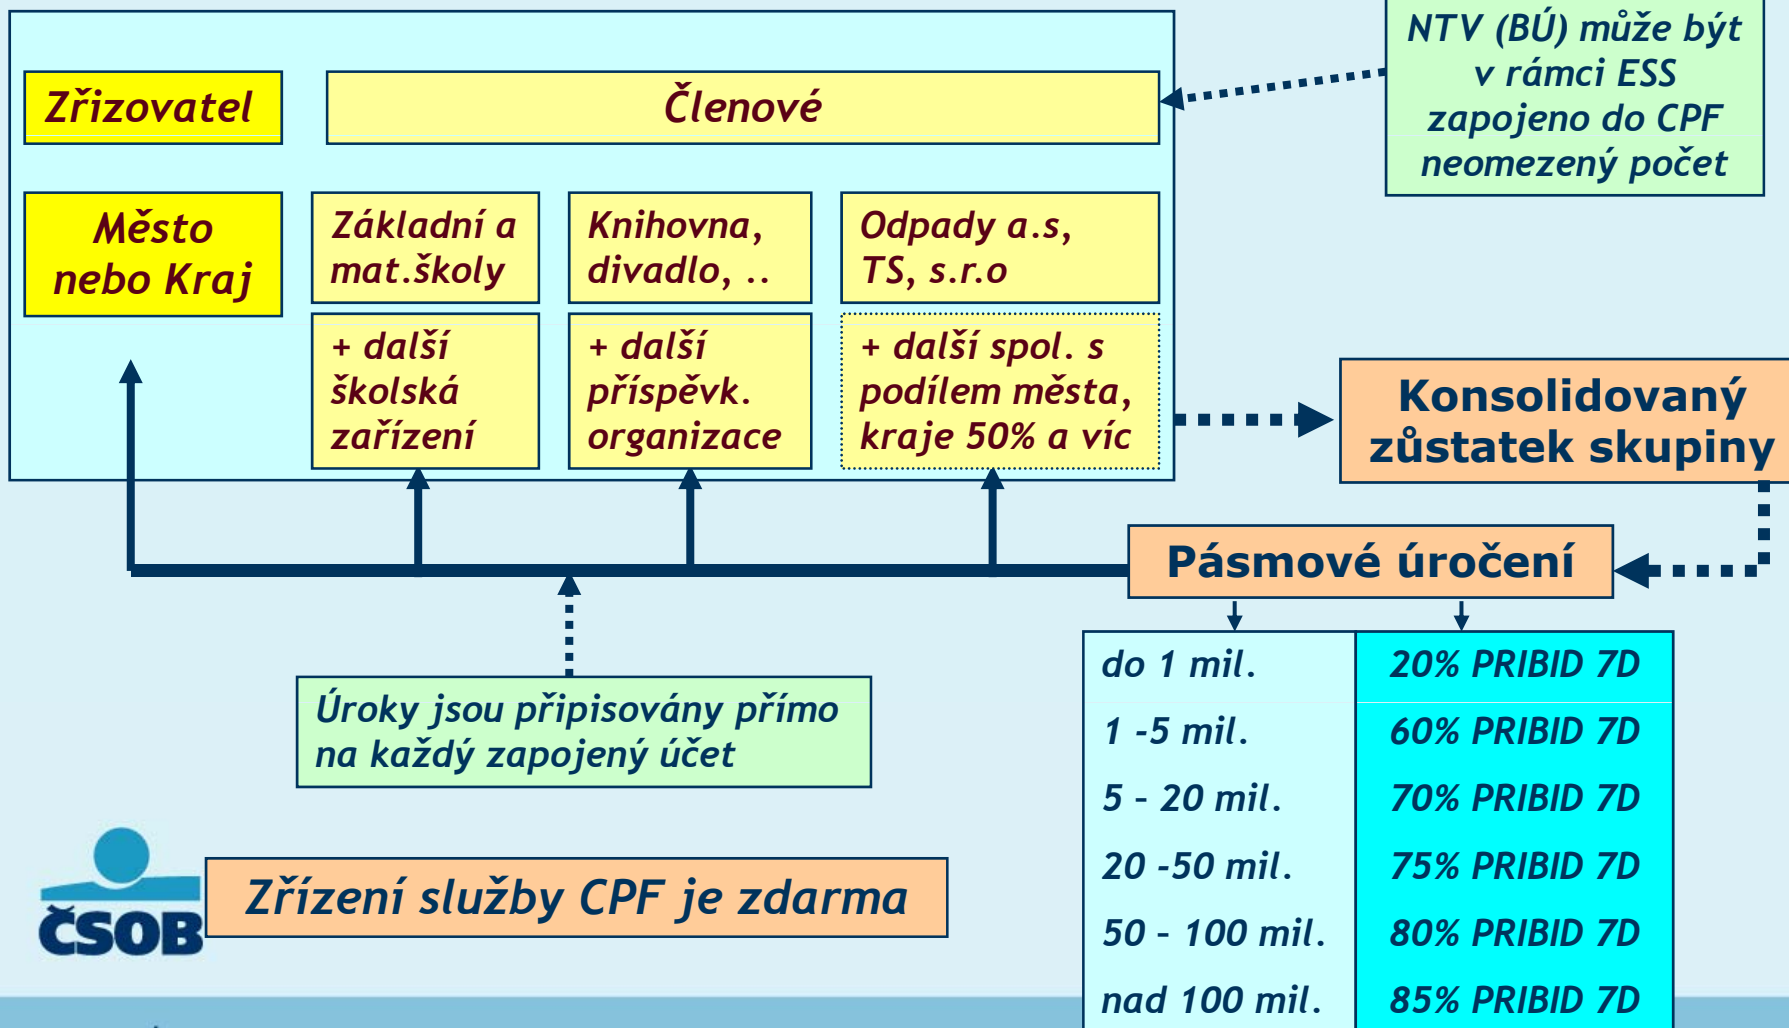 NTV (BÚ) může být
v rámci ESS
zapojeno do CPF
neomezený počet
Zřizovatel
Členové
Město
nebo Kraj
Základní a
mat.školy
Knihovna,
divadlo, ..
Odpady a.s,
TS, s.r.o
+ další
školská
zařízení
+ další
příspěvk.
organizace
+ další spol. s
podílem města,
kraje 50% a víc
Konsolidovaný
zůstatek skupiny
Pásmové úročení
do 1 mil. 20% PRIBID 7D
1 -5 mil. 60% PRIBID 7D
5 – 20 mil. 70% PRIBID 7D
20 -50 mil. 75% PRIBID 7D
50 – 100 mil. 80% PRIBID 7D
nad 100 mil. 85% PRIBID 7D
Úroky jsou připisovány přímo
na každý zapojený účet
ČSOB
Zřízení služby CPF je zdarma